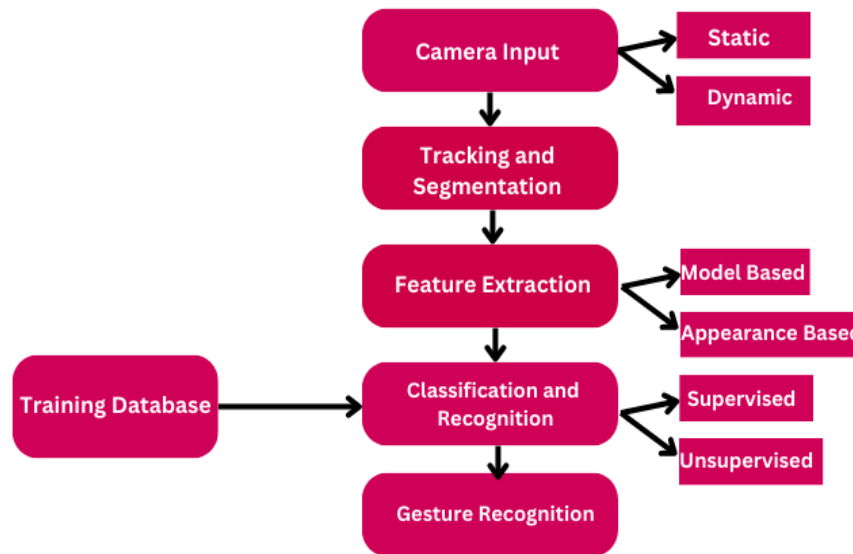 Camera Input
Static
Dynamic
Tracking and
Segmentation
Feature Extraction
Model Based
Appearance Based
Training Database
Classification and
Recognition
Supervised
Unsupervised
Gesture Recognition